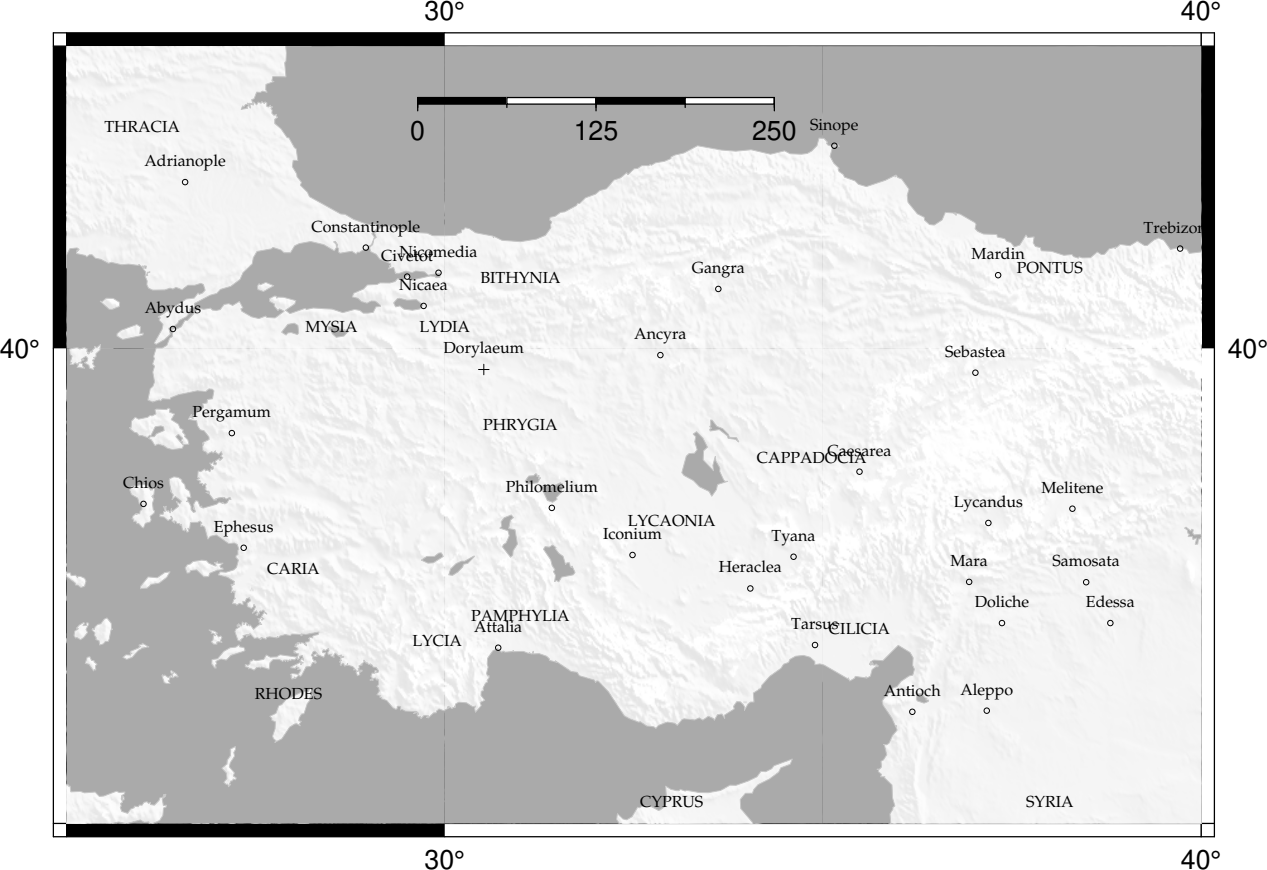 30° 40°
THRACIA
0 125 250
Sinope
Adrianople
Constantinople
Trebizon
Nicomedia
Civetot
Mardin
PONTUS
Gangra
BITHYNIA
Nicaea
Abydus
MYSIA
LYDIA
Ancyra
40° 40°
Dorylaeum
Sebastea
Pergamum
PHRYGIA
Caesarea
CAPPADOCIA
Chios
Philomelium
Melitene
Lycandus
LYCAONIA
Ephesus
Iconium
Tyana
CARIA
Heraclea
Mara
Samosata
Doliche
Edessa
PAMPHYLIA
Attalia
Tarsus
CILICIA
LYCIA
RHODES
Antioch
Aleppo
CYPRUS
SYRIA
30° 40°